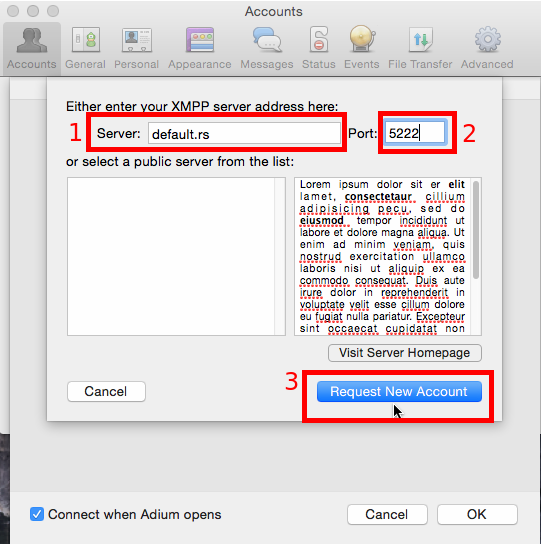 Accounts
Accounts General Personal Appearance Messages Status Events File Transfer Advanced
Either enter your XMPP server address here:
1 Server: default.rs Port: 5222 2
or select a public server from the list:
Lorem ipsum dolor sit er elit
lamet, consectetaur cillium
adipisicing pecu, sed do
eiusmod tempor incididunt ut
labore et dolore magna aliqua. Ut
enim ad minim veniam, quis
nostrud exercitation ullamco
laboris nisi ut aliquip ex ea
commodo consequat. Duis aute
irure dolor in reprehenderit in
voluptate velit esse cillum dolore
eu fugiat nulla pariatur. Excepteur
sint occaecat cupidatat non
Visit Server Homepage
3
Cancel Request New Account
Connect when Adium opens Cancel OK